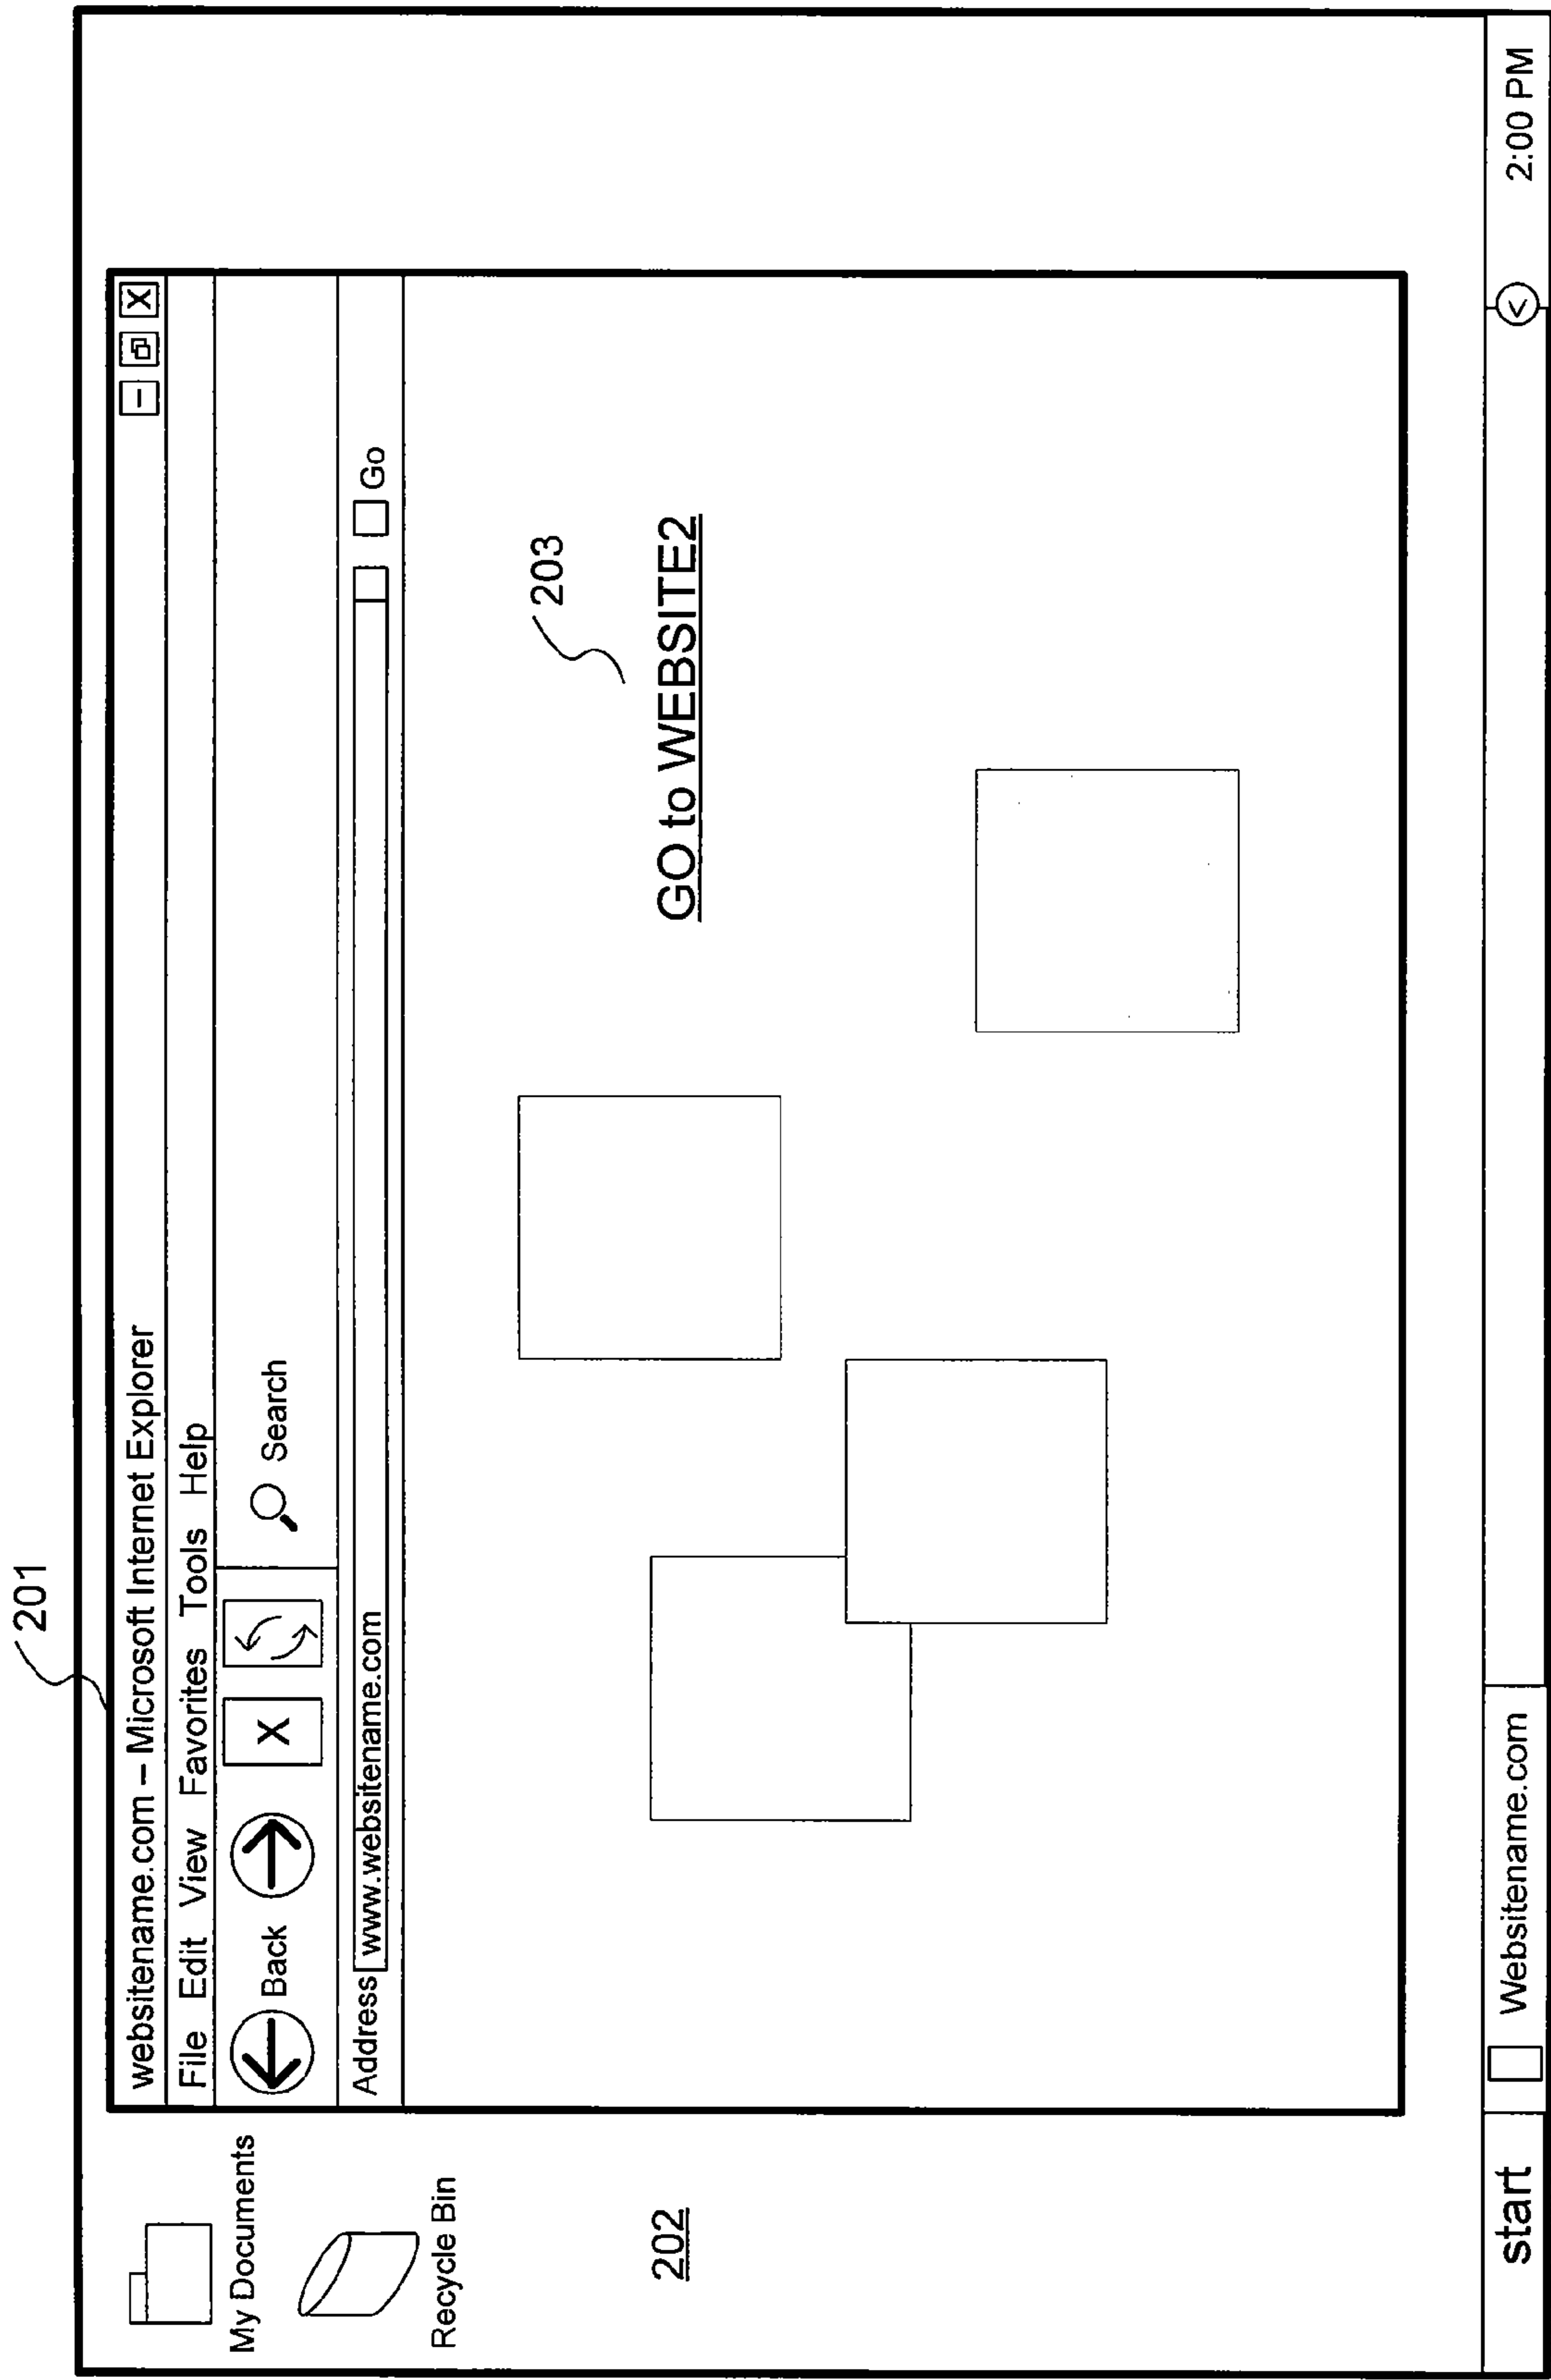 201
websitename.com – Microsoft Internet Explorer
X
File Edit View Favorites Tools Help
Back X Search
Address www.websitename.com Go
My Documents
Recycle Bin
202
203
GO to WEBSITE2
start Websitename.com < 2:00 PM